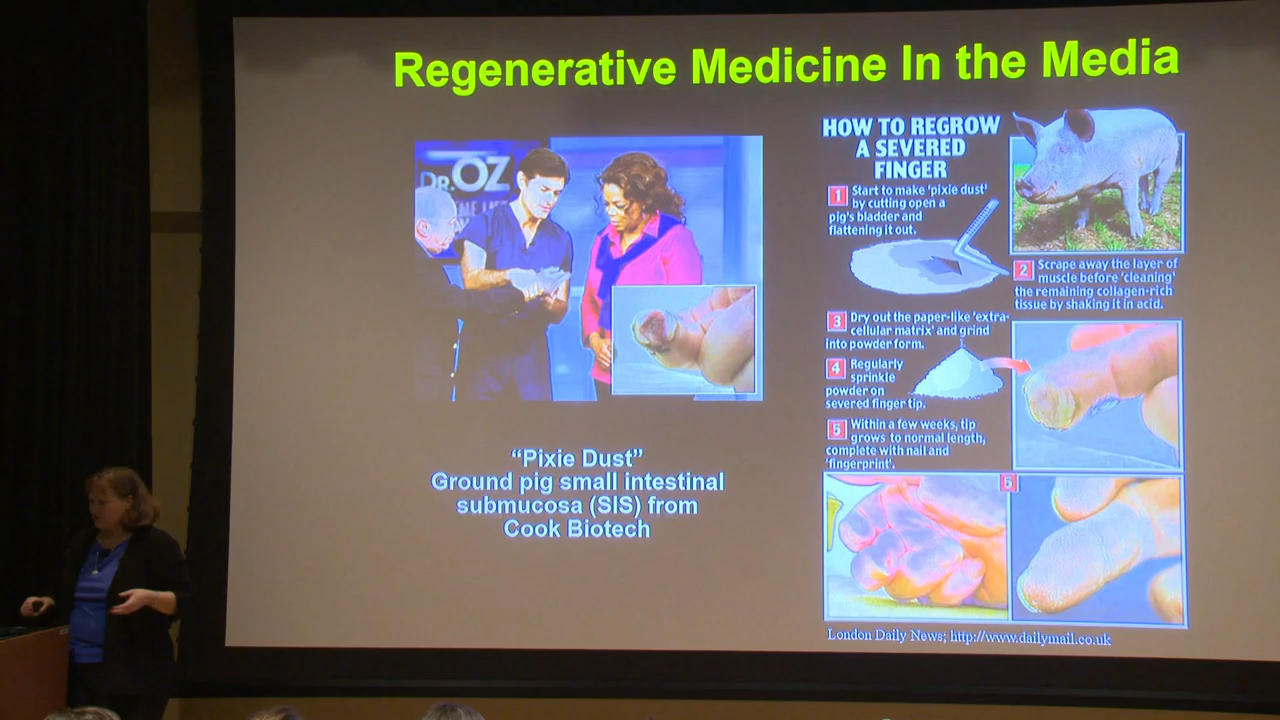 Regenerative Medicine In the Media
DR.OZ
HOW TO REGROW
A SEVERED
FINGER
1 Start to make 'pixie dust'
by cutting open a
pig's bladder and
flattening it out.
2 Scrape away the layer of
muscle before 'cleaning'
the remaining collagen-rich
tissue by shaking it in acid.
3 Dry out the paper-like 'extra-
cellular matrix' and grind
into powder form.
4 Regularly
sprinkle
powder on
severed finger tip.
5 Within a few weeks, tip
grows to normal length,
complete with nail and
'fingerprint'.
5
"Pixie Dust"
Ground pig small intestinal
submucosa (SIS) from
Cook Biotech
London Daily News; http://www.dailymail.co.uk